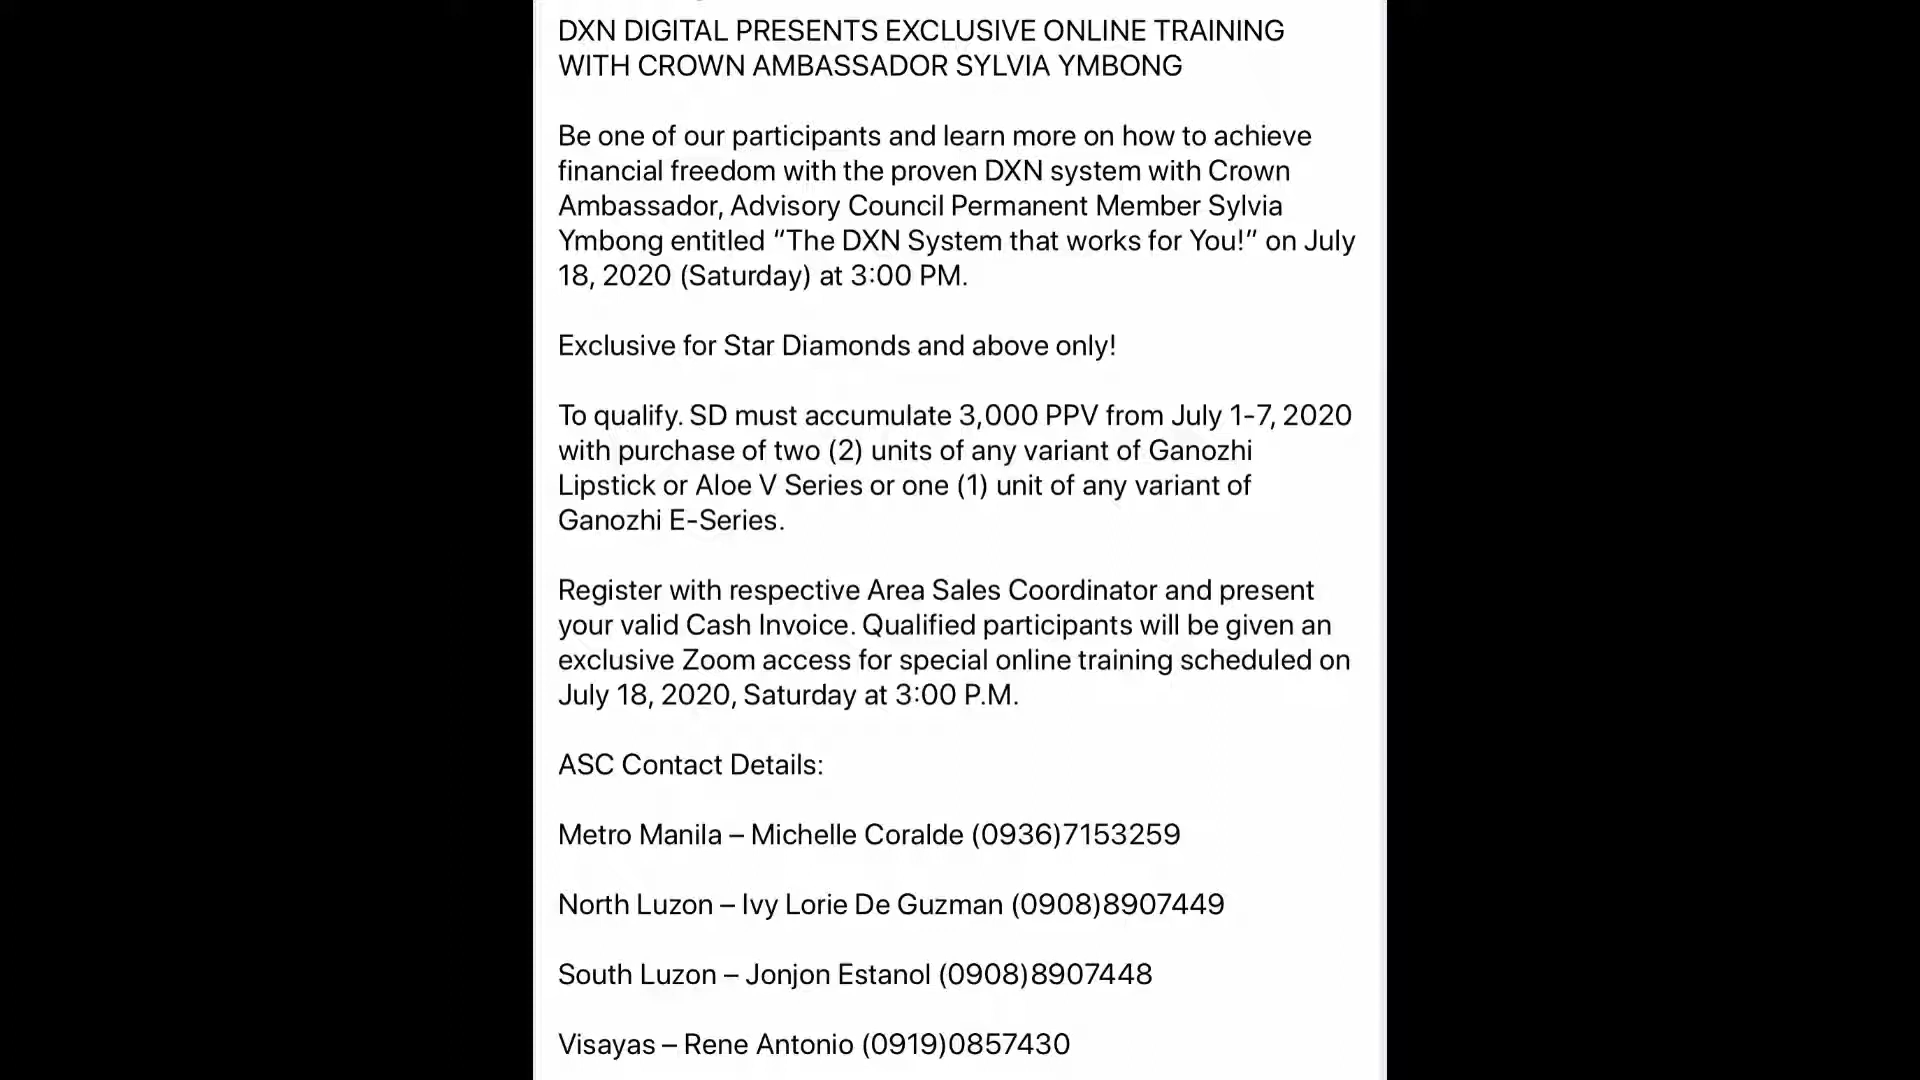 DXN DIGITAL PRESENTS EXCLUSIVE ONLINE TRAINING
WITH CROWN AMBASSADOR SYLVIA YMBONG
Be one of our participants and learn more on how to achieve
financial freedom with the proven DXN system with Crown
Ambassador, Advisory Council Permanent Member Sylvia
Ymbong entitled “The DXN System that works for You!” on July
18, 2020 (Saturday) at 3:00 PM.
Exclusive for Star Diamonds and above only!
To qualify. SD must accumulate 3,000 PPV from July 1-7, 2020
with purchase of two (2) units of any variant of Ganozhi
Lipstick or Aloe V Series or one (1) unit of any variant of
Ganozhi E-Series.
Register with respective Area Sales Coordinator and present
your valid Cash Invoice. Qualified participants will be given an
exclusive Zoom access for special online training scheduled on
July 18, 2020, Saturday at 3:00 P.M.
ASC Contact Details:
Metro Manila – Michelle Coralde (0936)7153259
North Luzon – Ivy Lorie De Guzman (0908)8907449
South Luzon – Jonjon Estanol (0908)8907448
Visayas – Rene Antonio (0919)0857430